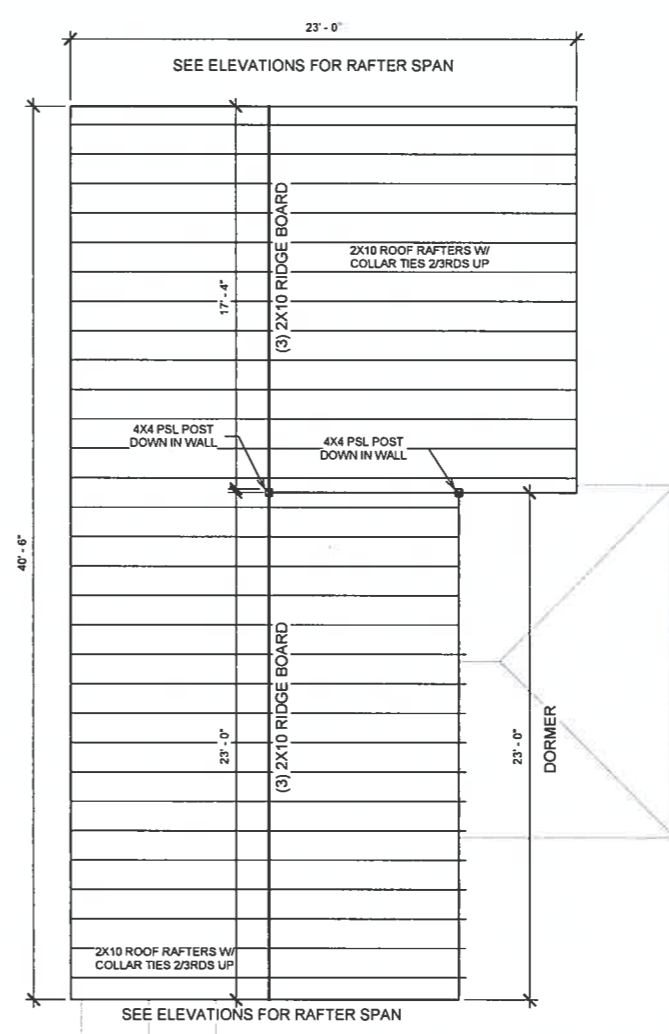 23' - 0"
SEE ELEVATIONS FOR RAFTER SPAN
(3) 2X10 RIDGE BOARD
2X10 ROOF RAFTERS W/
COLLAR TIES 2/3RDS UP
17' - 4"
4X4 PSL POST
DOWN IN WALL
4X4 PSL POST
DOWN IN WALL
40' - 6"
(3) 2X10 RIDGE BOARD
23' - 0"
23' - 0"
DORMER
2X10 ROOF RAFTERS W/
COLLAR TIES 2/3RDS UP
SEE ELEVATIONS FOR RAFTER SPAN